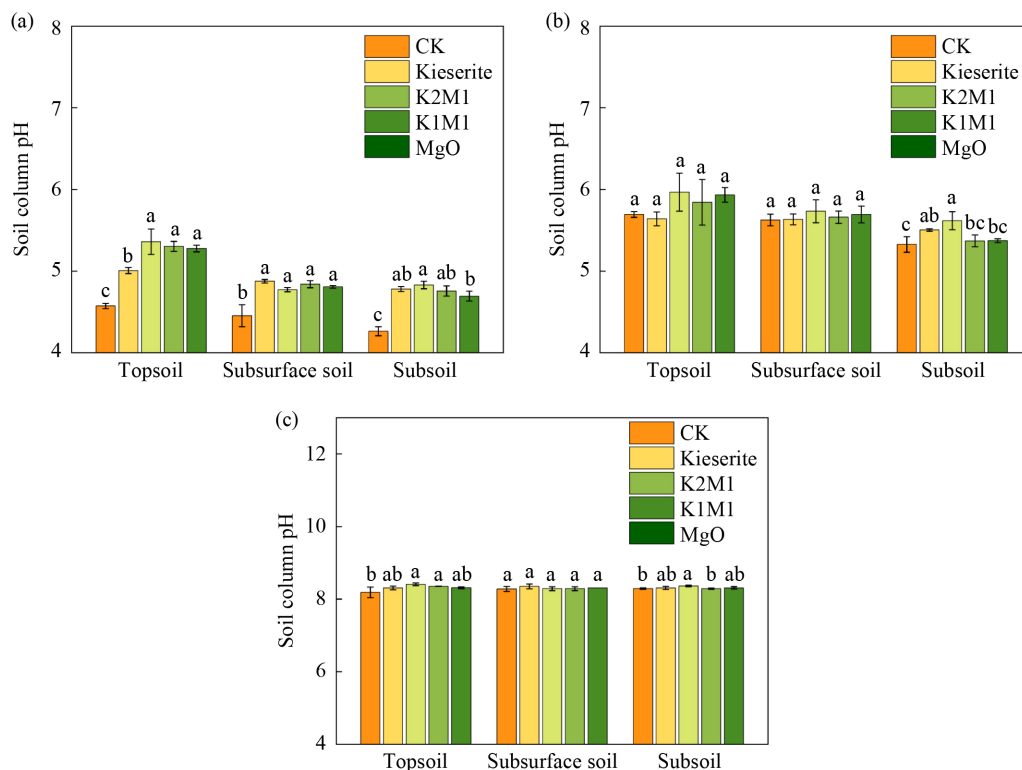 (a)
8
7
6
5
4
Soil column pH
CK
Kieserite
K2M1
K1M1
MgO
c
b
a
a
a
b
a
a
a
a
c
ab
a
ab
b
Topsoil
Subsurface soil
Subsoil
(b)
8
7
6
5
4
Soil column pH
CK
Kieserite
K2M1
K1M1
MgO
a
a
a
a
a
a
a
a
a
a
c
ab
a
bc
bc
Topsoil
Subsurface soil
Subsoil
(c)
12
10
8
6
4
Soil column pH
CK
Kieserite
K2M1
K1M1
MgO
b
ab
a
a
ab
a
a
a
a
a
b
ab
a
b
ab
Topsoil
Subsurface soil
Subsoil